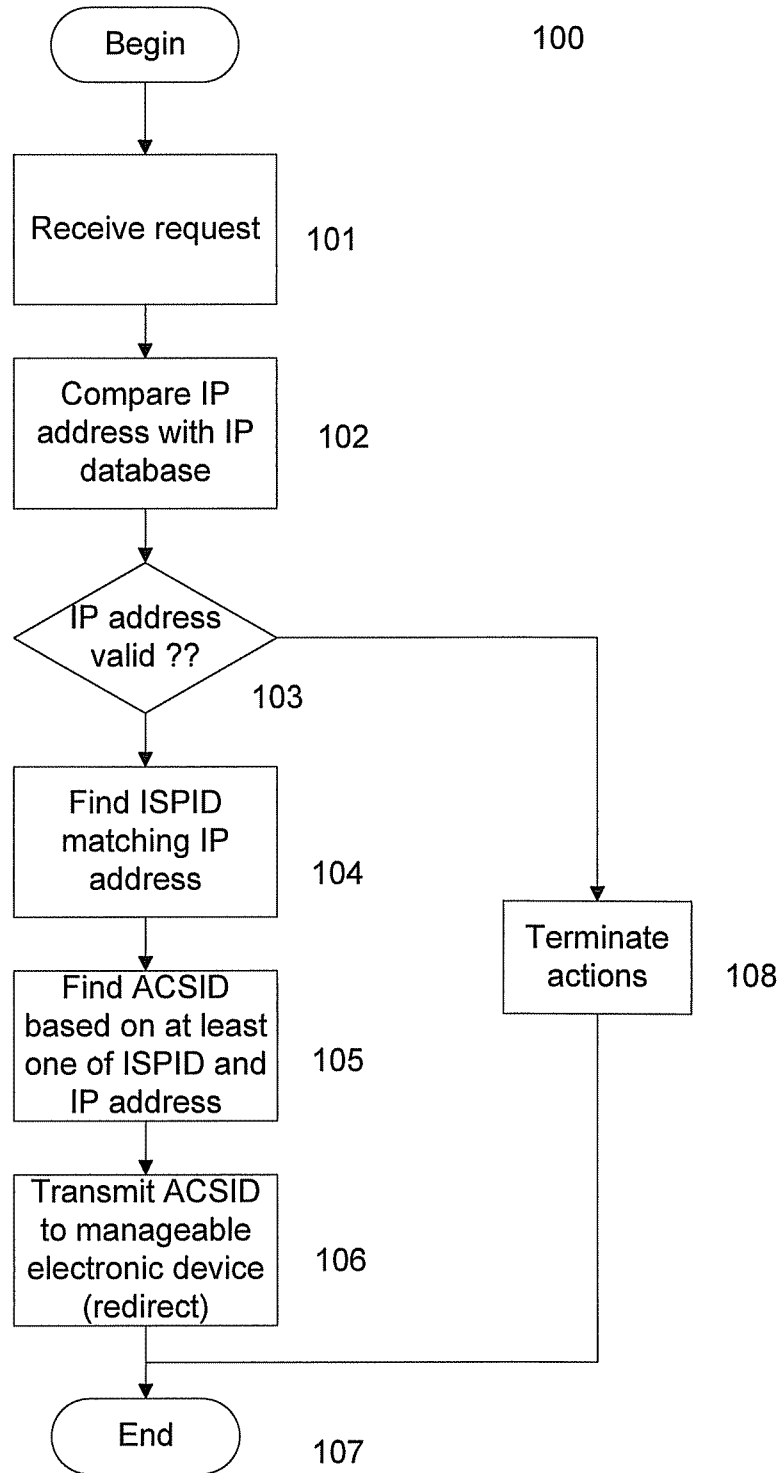 Begin
100
Receive request
101
Compare IP
address with IP
database
102
IP address
valid ??
103
Find ISPID
matching IP
address
104
Terminate
actions
108
Find ACSID
based on at least
one of ISPID and
IP address
105
Transmit ACSID
to manageable
electronic device
(redirect)
106
End
107